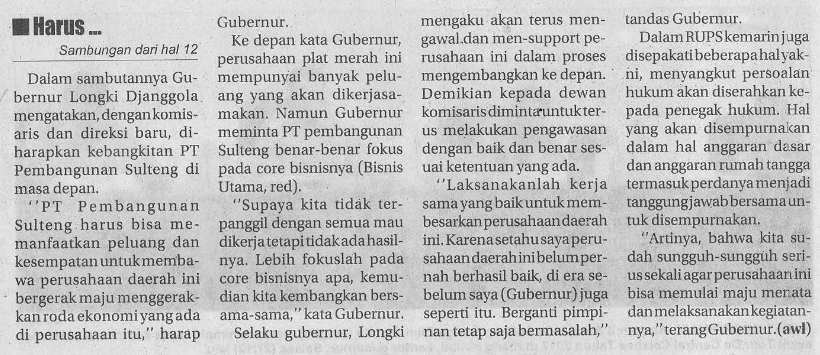 Harus ...
Sambungan dari hal 12
Dalam sambutannya Gu-
bernur Longki Djanggola
mengatakan, dengan komis-
aris dan direksi baru, di-
harapkan kebangkitan PT
Pembangunan Sulteng di
masa depan.
"PT Pembangunan
Sulteng harus bisa me-
manfaatkan peluang dan
kesempatan untuk memba-
wa perusahaan daerah ini
bergerak maju menggerak-
kan roda ekonomi yang ada
di perusahaan itu," harap
Gubernur.
Ke depan kata Gubernur,
perusahaan plat merah ini
mempunyai banyak pelu-
ang yang akan dikerjasa-
makan. Namun Gubernur
meminta PT pembangunan
Sulteng benar-benar fokus
pada core bisnisnya (Bisnis
Utama, red).
"Supaya kita tidak ter-
panggil dengan semua mau
dikerja tetapi tidak ada hasil-
nya. Lebih fokuslah pada
core bisnisnya apa, kemu-
dian kita kembangkan bers-
ama-sama," kata Gubernur.
Selaku gubernur, Longki
mengaku akan terus men-
gawal dan men-support pe-
rusahaan ini dalam proses
mengembangkan ke depan.
Demikian kepada dewan
komisaris diminta untuk ter-
us melakukan pengawasan
dengan baik dan benar ses-
uai ketentuan yang ada.
"Laksanakanlah kerja
sama yang baik untuk mem-
besarkan perusahaan daerah
ini. Karena setahu saya peru-
sahaan daerah ini belum per-
nah berhasil baik, di era se-
belum saya (Gubernur) juga
seperti itu. Berganti pimpi-
nan tetap saja bermasalah,"
tandas Gubernur.
Dalam RUPS kemarin juga
disepakati beberapa hal yak-
ni, menyangkut persoalan
hukum akan diserahkan ke-
pada penegak hukum. Hal
yang akan disempurnakan
dalam hal anggaran dasar
dan anggaran rumah tangga
termasuk perdanya menjadi
tanggung jawab bersama un-
tuk disempurnakan.
"Artinya, bahwa kita su-
dah sungguh-sungguh seri-
us sekali agar perusahaan ini
bisa memulai maju menata
dan melaksanakan kegiatan-
nya," terang Gubernur.(awl)